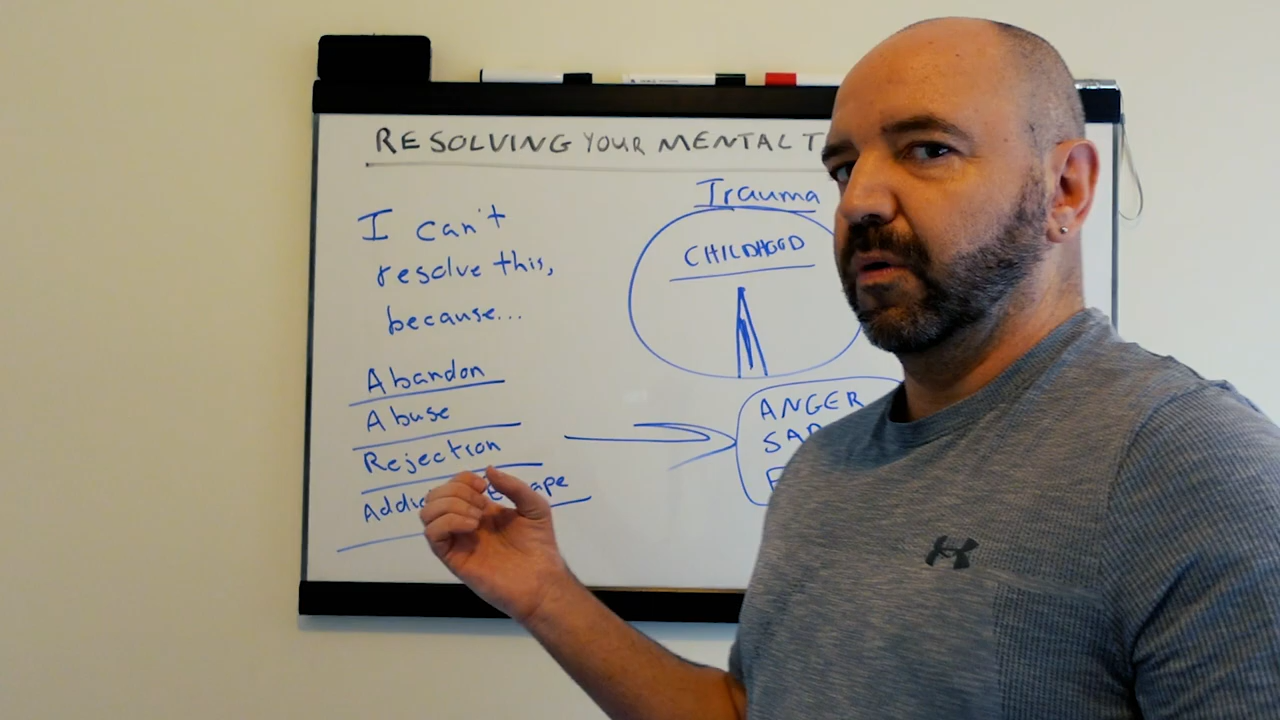 RESOLVING YOUR MENTAL T
I can't
resolve this,
because...
Abandon
Abuse
Rejection
Trauma
CHILDHOOD
ANGER